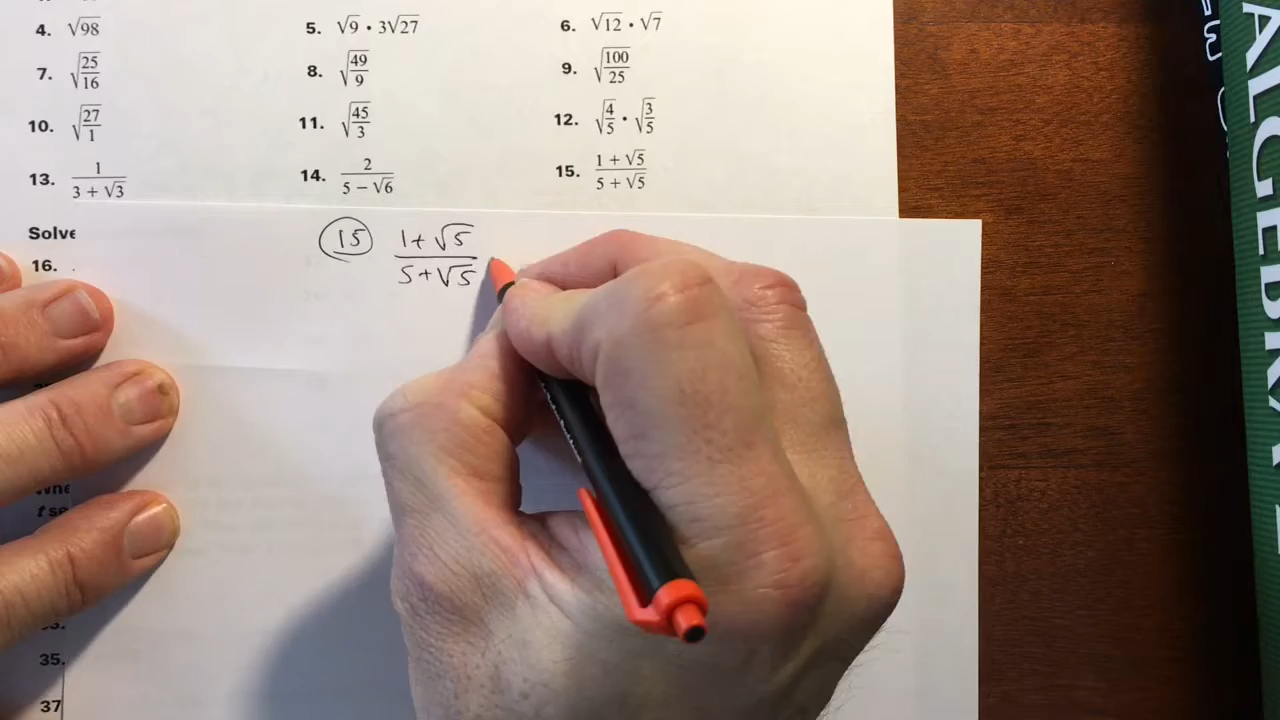 4. √98 5. √9 · 3√27 6. √12 · √7
7. √(25/16) 8. √(49/9) 9. √(100/25)
10. √(27/1) 11. √(45/3) 12. √(4/5) · √(3/5)
13. 1/(3 + √3) 14. 2/(5 − √6) 15. (1 + √5)/(5 + √5)
Solve
16.
15 (1 + √5)/(5 + √5)
35.
37
ALGEBRA